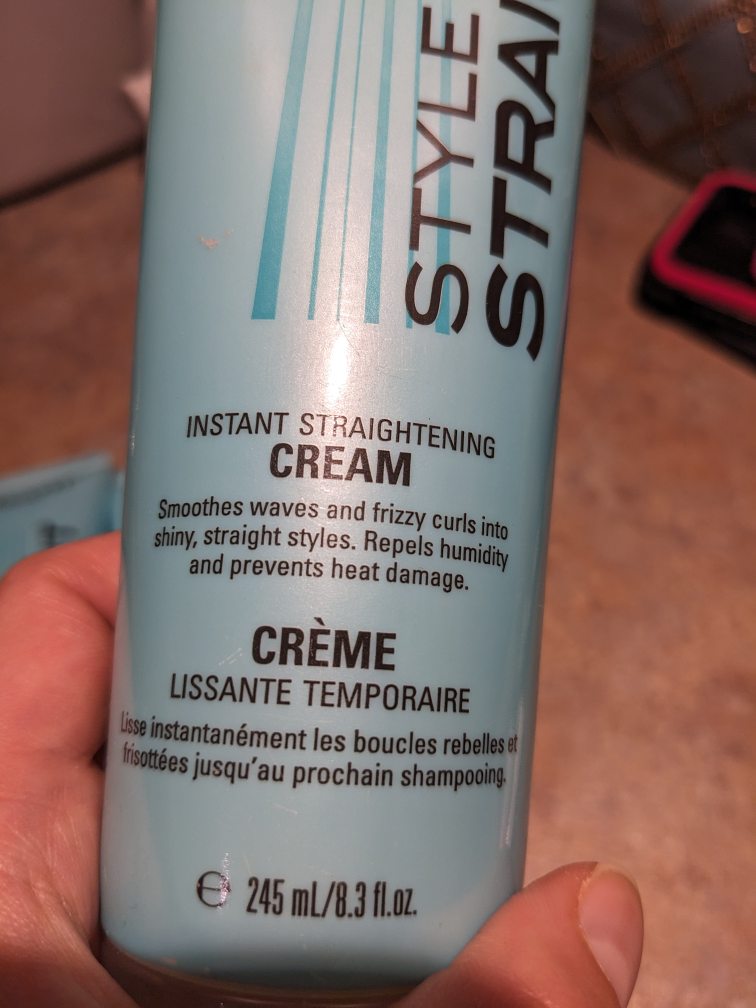 STYLE
INSTANT STRAIGHTENING
CREAM
Smoothes waves and frizzy curls into
shiny, straight styles. Repels humidity
and prevents heat damage.
CRÈME
LISSANTE TEMPORAIRE
Lisse instantanément les boucles rebelles et
frisottées jusqu'au prochain shampooing.
℮ 245 mL/8.3 fl.oz.